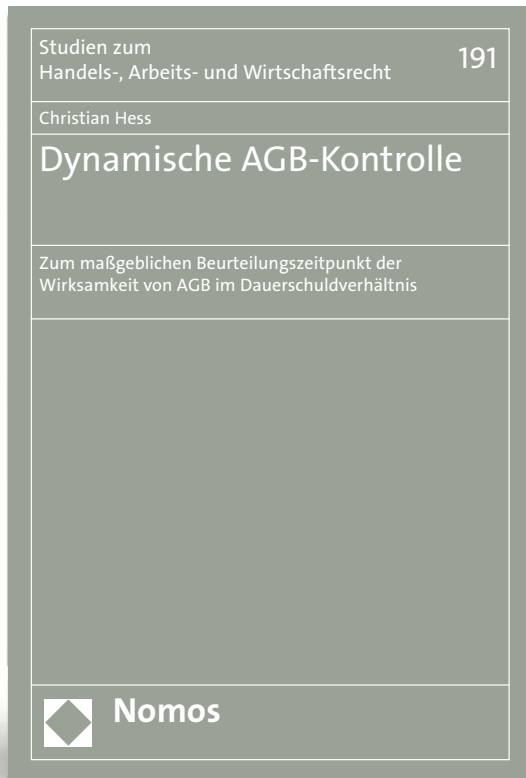 Studien zum
Handels-, Arbeits- und Wirtschaftsrecht
191
Christian Hess
Dynamische AGB-Kontrolle
Zum maßgeblichen Beurteilungszeitpunkt der
Wirksamkeit von AGB im Dauerschuldverhältnis
Nomos